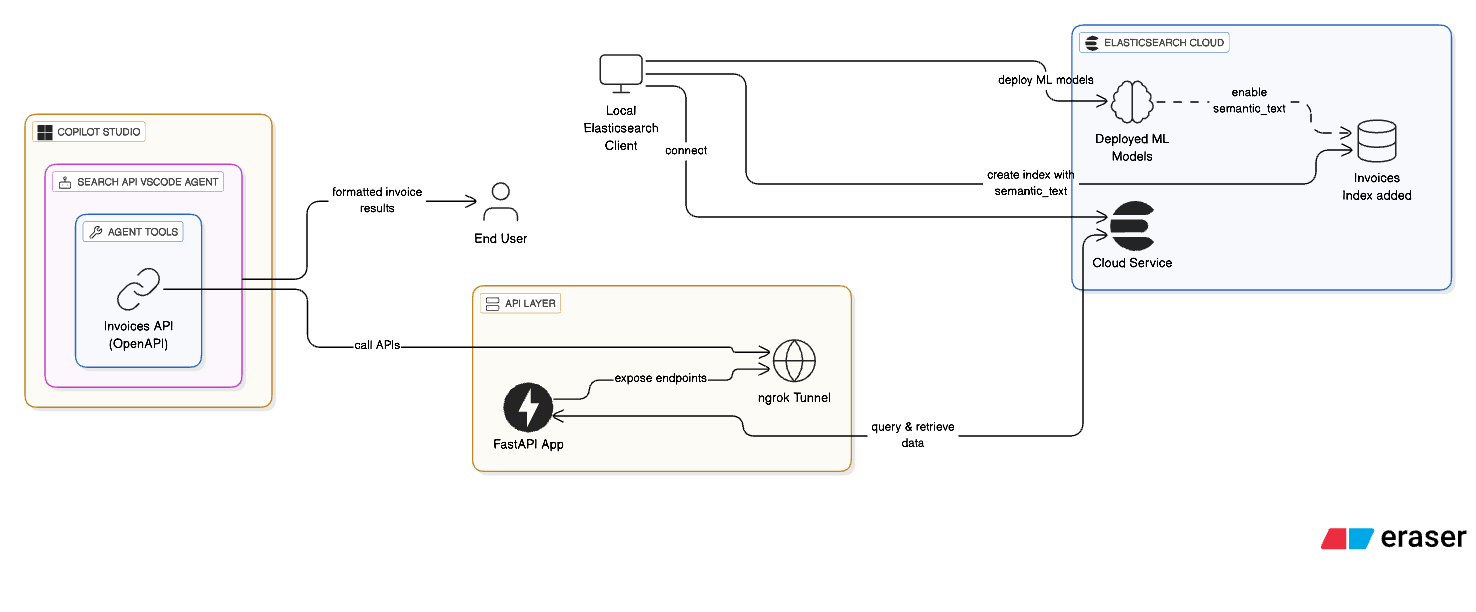 ELASTICSEARCH CLOUD
deploy ML models
Local
Elasticsearch
Client
enable
semantic_text
Deployed ML
Models
COPILOT STUDIO
connect
create index with
semantic_text
Invoices
Index added
SEARCH API VSCODE AGENT
formatted invoice
results
End User
AGENT TOOLS
Cloud Service
Invoices API
(OpenAPI)
API LAYER
call APIs
expose endpoints
ngrok Tunnel
FastAPI App
query & retrieve
data
eraser